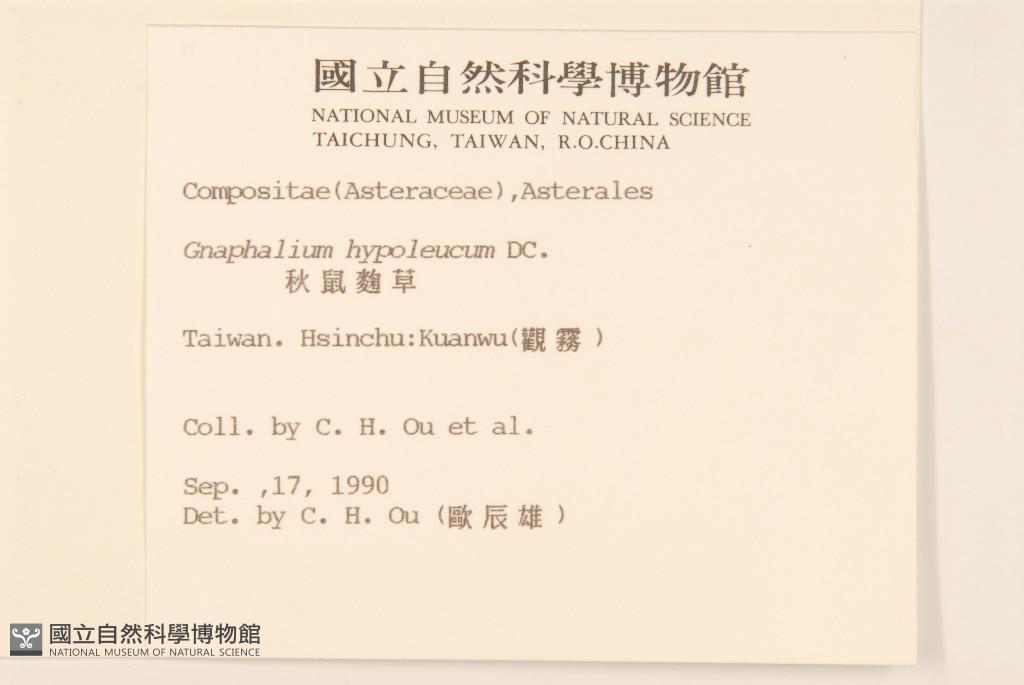 國立自然科學博物館
NATIONAL MUSEUM OF NATURAL SCIENCE
TAICHUNG, TAIWAN, R.O.CHINA
Compositae(Asteraceae),Asterales
Gnaphalium hypoleucum DC.
秋鼠麴草
Taiwan. Hsinchu:Kuanwu(觀霧)
Coll. by C. H. Ou et al.
Sep. ,17, 1990
Det. by C. H. Ou (歐辰雄)
國立自然科學博物館
NATIONAL MUSEUM OF NATURAL SCIENCE